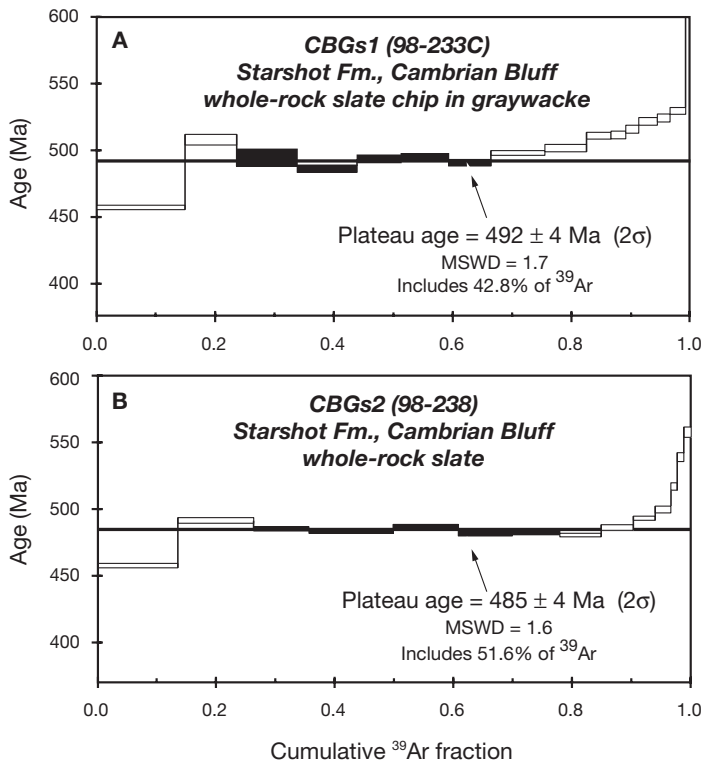 600
A
CBGs1 (98-233C)
Starshot Fm., Cambrian Bluff
whole-rock slate chip in graywacke
550
500
450
400
Age (Ma)
Plateau age = 492 ± 4 Ma (2σ)
MSWD = 1.7
Includes 42.8% of ³⁹Ar
0.0 0.2 0.4 0.6 0.8 1.0
600
B
CBGs2 (98-238)
Starshot Fm., Cambrian Bluff
whole-rock slate
550
500
450
400
Age (Ma)
Plateau age = 485 ± 4 Ma (2σ)
MSWD = 1.6
Includes 51.6% of ³⁹Ar
0.0 0.2 0.4 0.6 0.8 1.0
Cumulative ³⁹Ar fraction